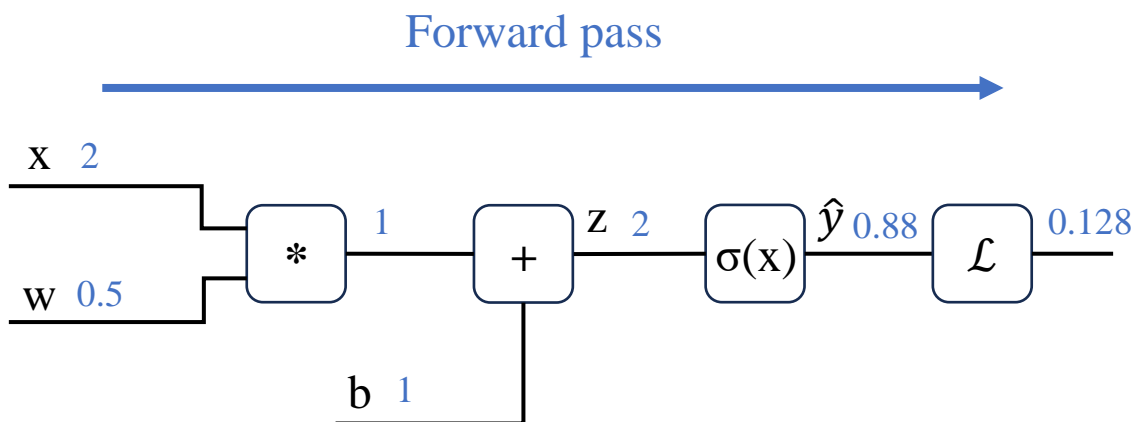 Forward pass
x 2
1
z 2
ŷ 0.88
0.128
*
+
σ(x)
ℒ
w 0.5
b 1